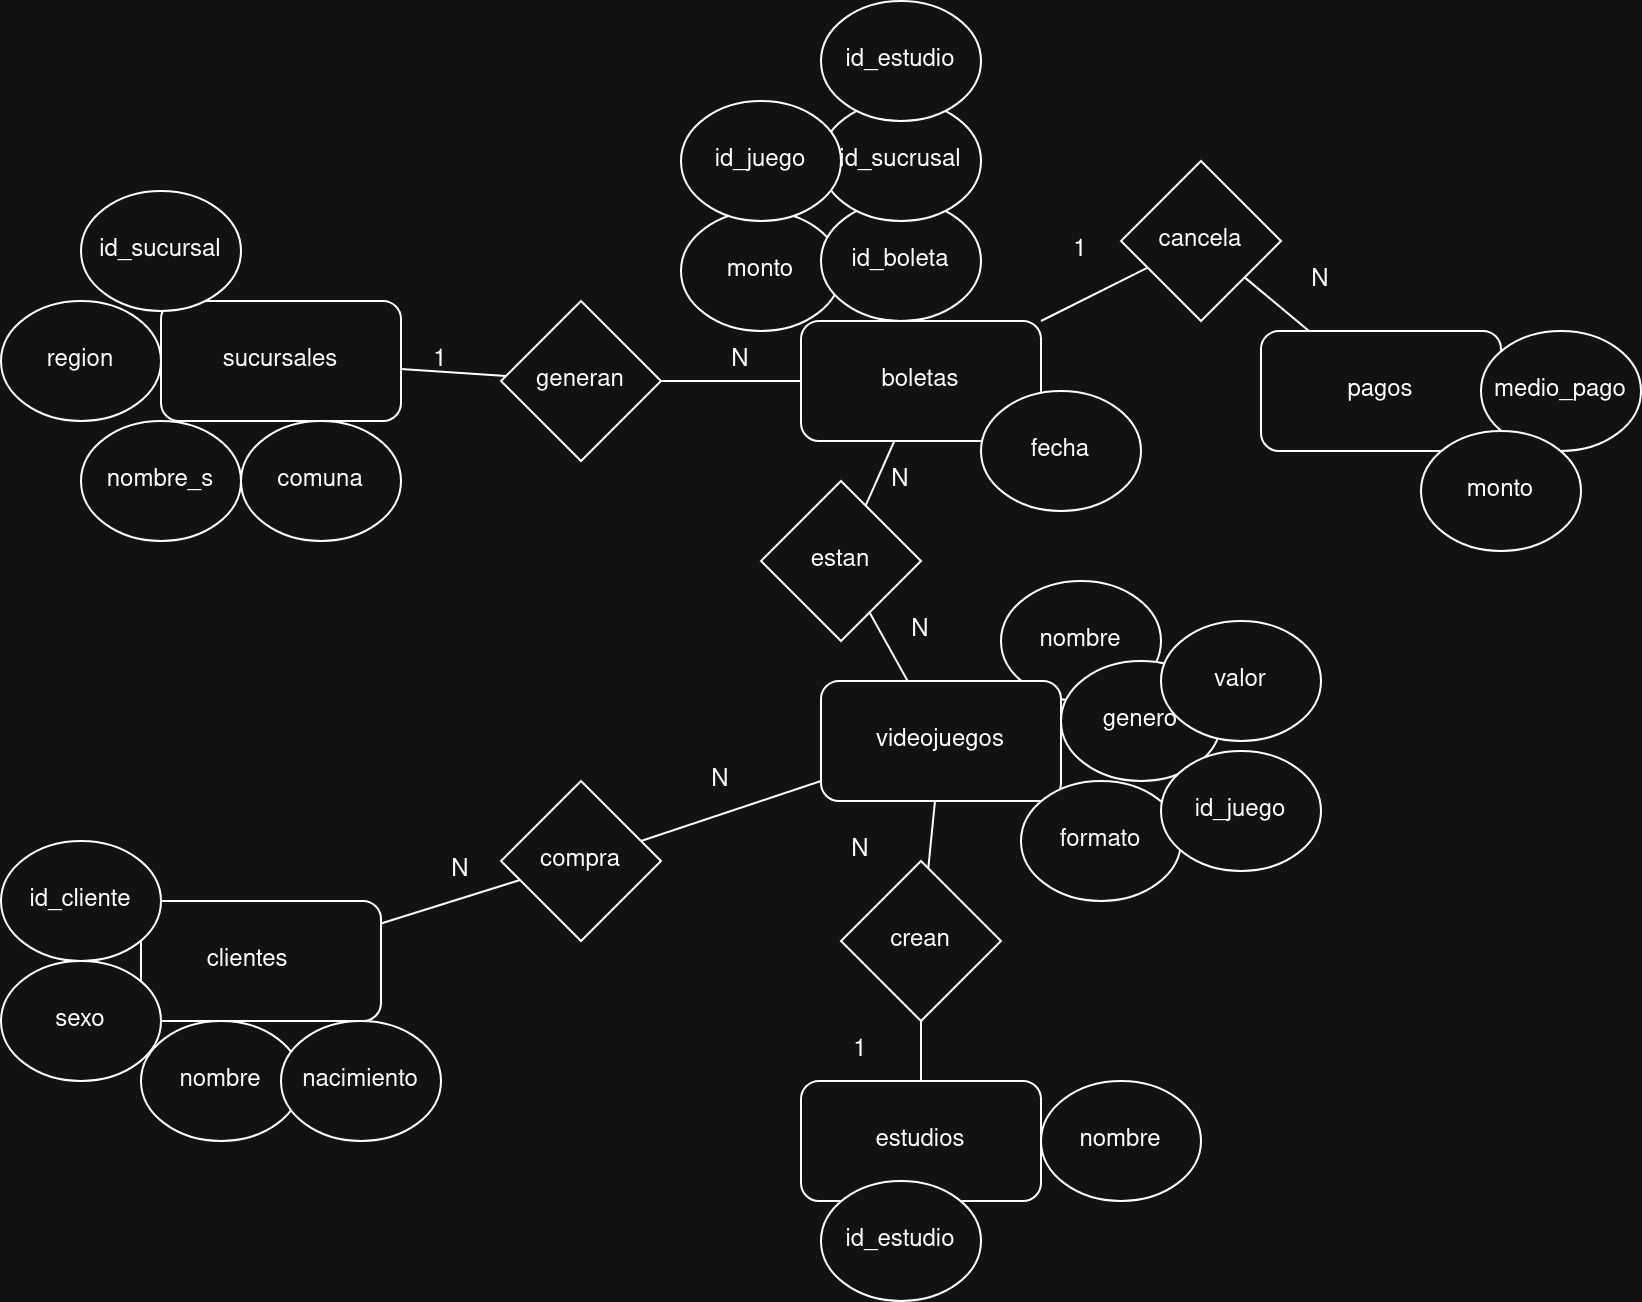 id_estudio
id_juego
id_sucrusal
id_sucursal
cancela
monto
id_boleta
1
N
region
sucursales
1
generan
N
boletas
pagos
medio_pago
nombre_s
comuna
fecha
N
monto
estan
N
nombre
valor
genero
videojuegos
N
id_juego
formato
N
compra
N
id_cliente
clientes
crean
sexo
1
nombre
nacimiento
estudios
nombre
id_estudio